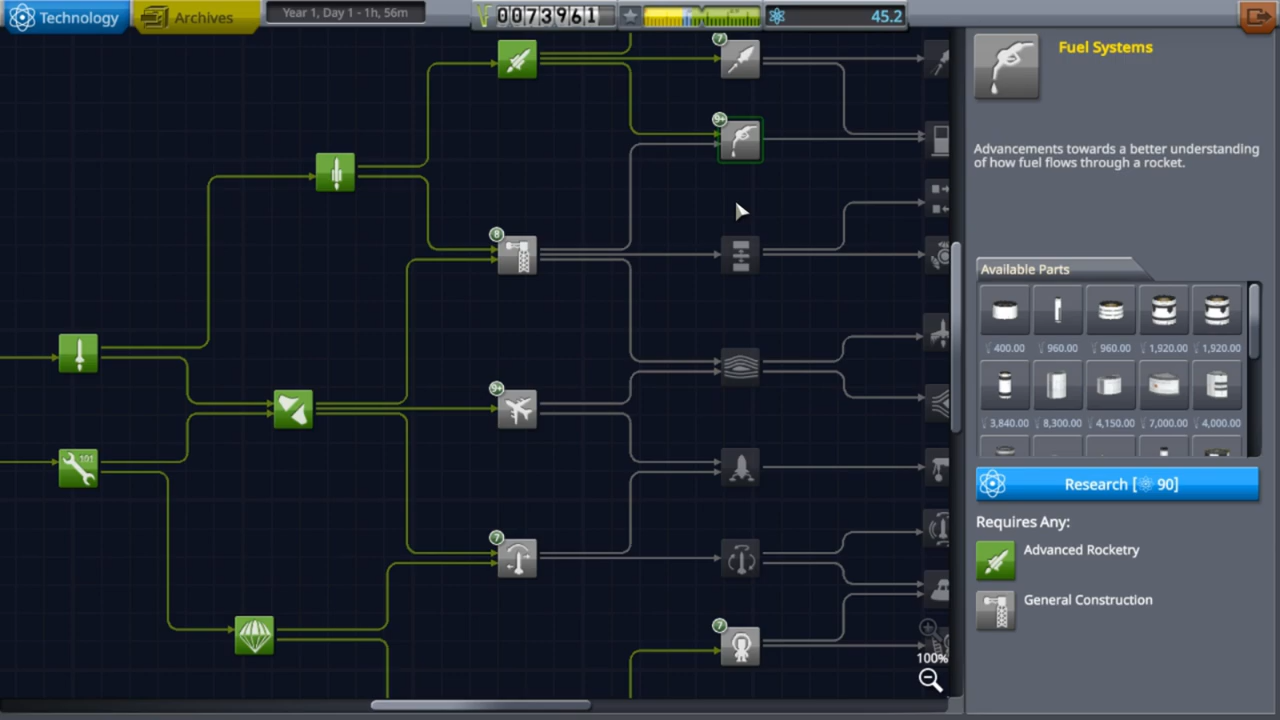 Technology
Archives
Year 1, Day 1 - 1h, 56m
0073961
45.2
Fuel Systems
Advancements towards a better understanding
of how fuel flows through a rocket.
7
9+
8
9+
7
7
101
Available Parts
400.00 960.00 960.00 1,920.00 1,920.00
3,840.00 8,300.00 4,150.00 7,000.00 4,000.00
Research [ 90]
Requires Any:
Advanced Rocketry
General Construction
100%